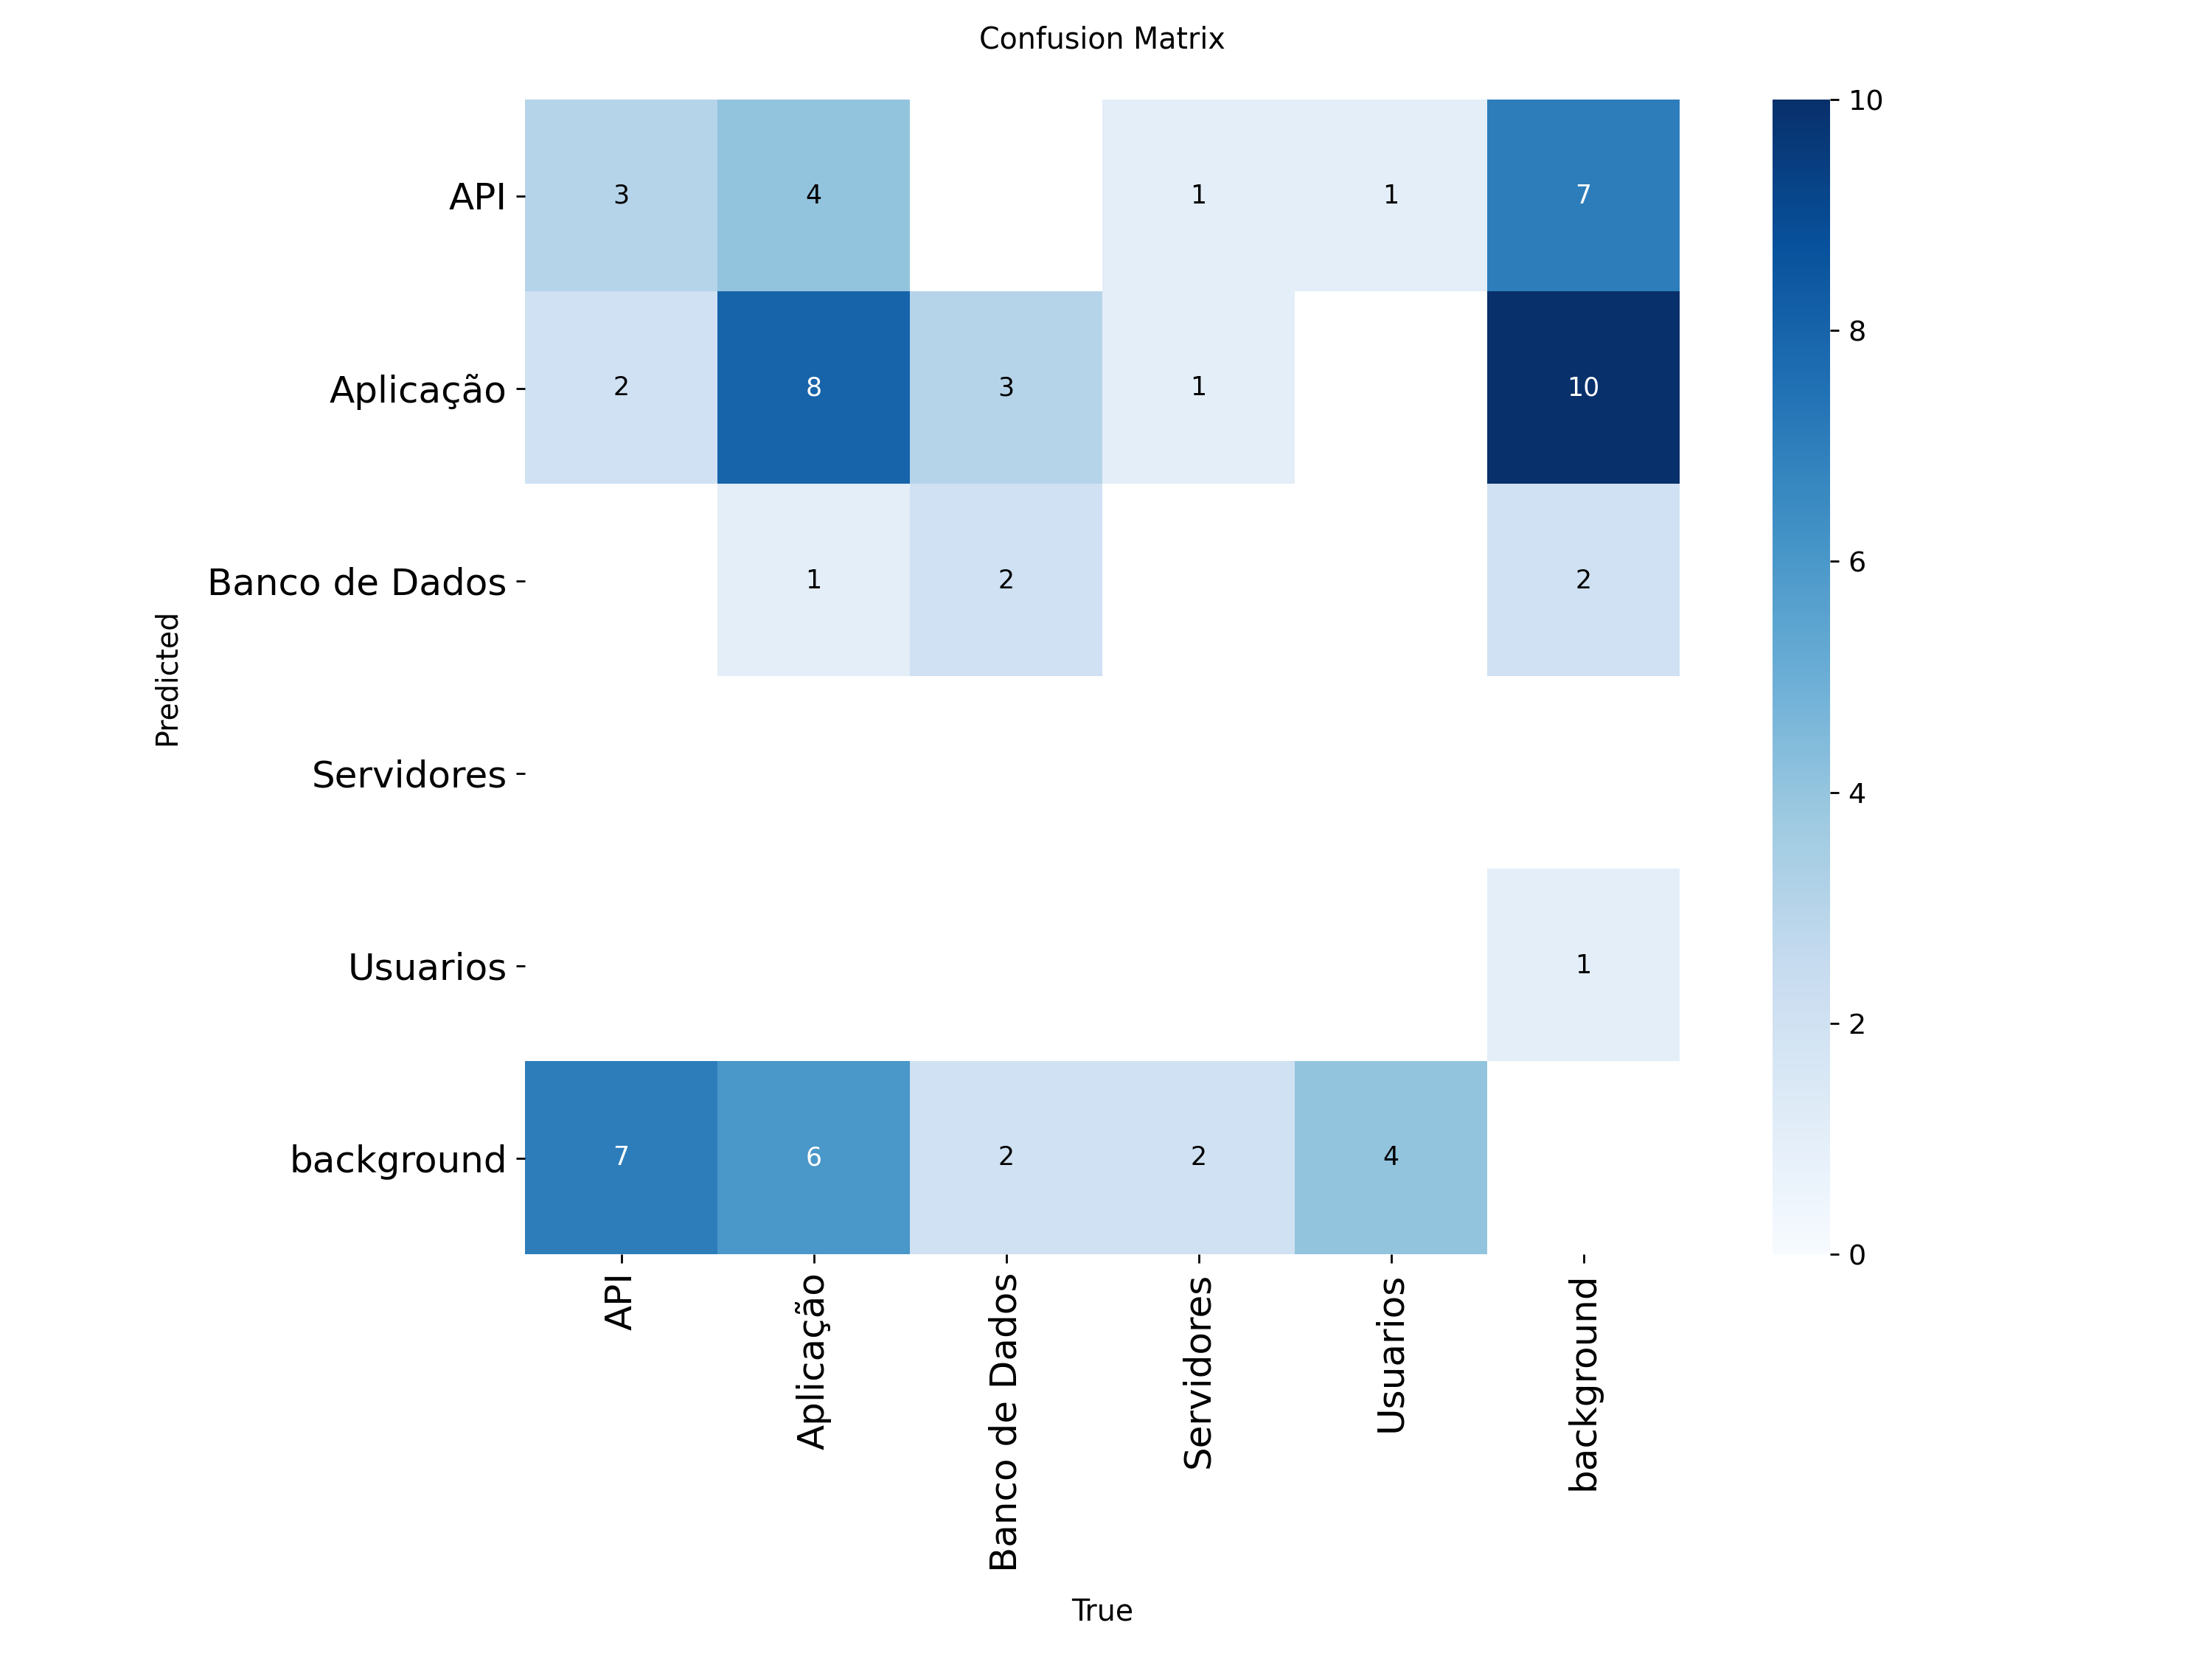 Confusion Matrix
API
3 4 1 1 7
Aplicação
2 8 3 1 10
Banco de Dados
1 2 2
Servidores
Usuarios
1
background
7 6 2 2 4
Predicted
API
Aplicação
Banco de Dados
Servidores
Usuarios
background
True
10
8
6
4
2
0